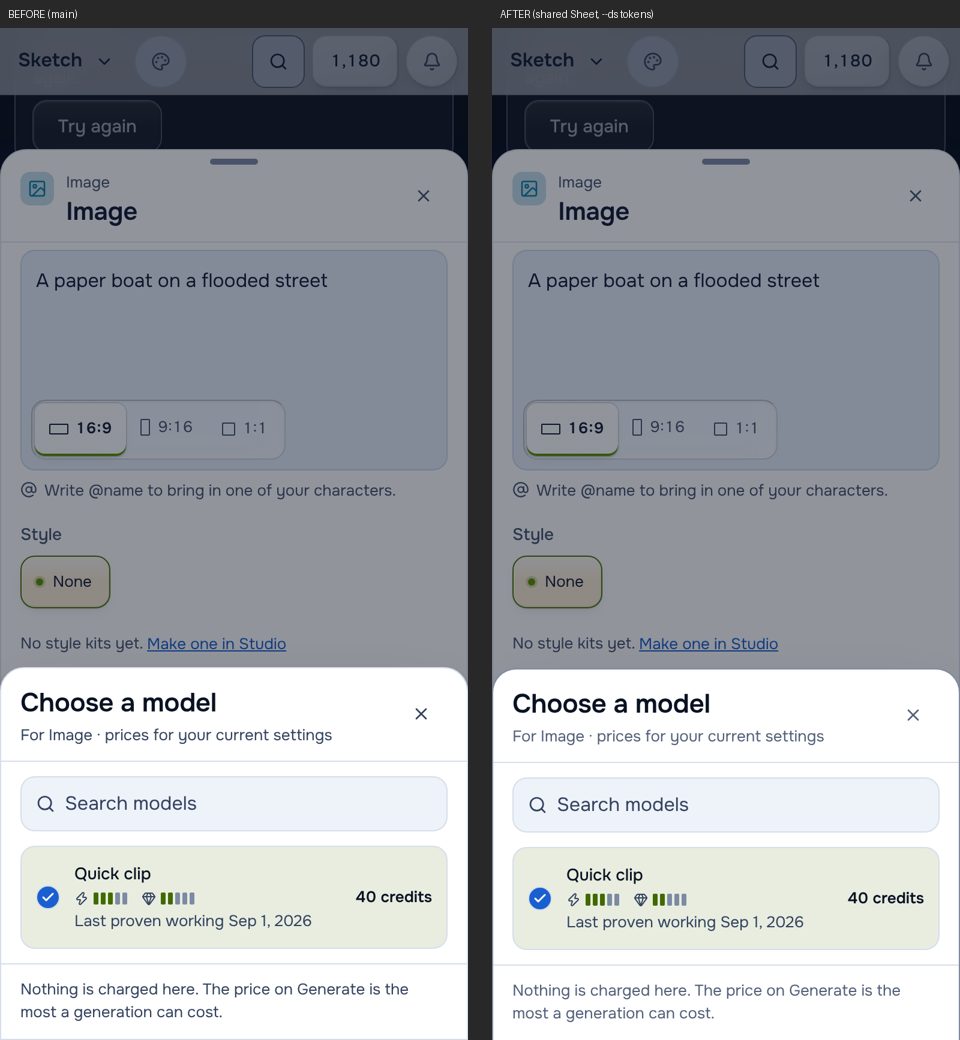 BEFORE (main)
Sketch
1,180
Try again
Image
Image
A paper boat on a flooded street
16:9 9:16 1:1
@ Write @name to bring in one of your characters.
Style
None
No style kits yet. Make one in Studio
Choose a model
For Image · prices for your current settings
Search models
Quick clip
40 credits
Last proven working Sep 1, 2026
Nothing is charged here. The price on Generate is the
most a generation can cost.
AFTER (shared Sheet, --ds tokens)
Sketch
1,180
Try again
Image
Image
A paper boat on a flooded street
16:9 9:16 1:1
@ Write @name to bring in one of your characters.
Style
None
No style kits yet. Make one in Studio
Choose a model
For Image · prices for your current settings
Search models
Quick clip
40 credits
Last proven working Sep 1, 2026
Nothing is charged here. The price on Generate is the
most a generation can cost.